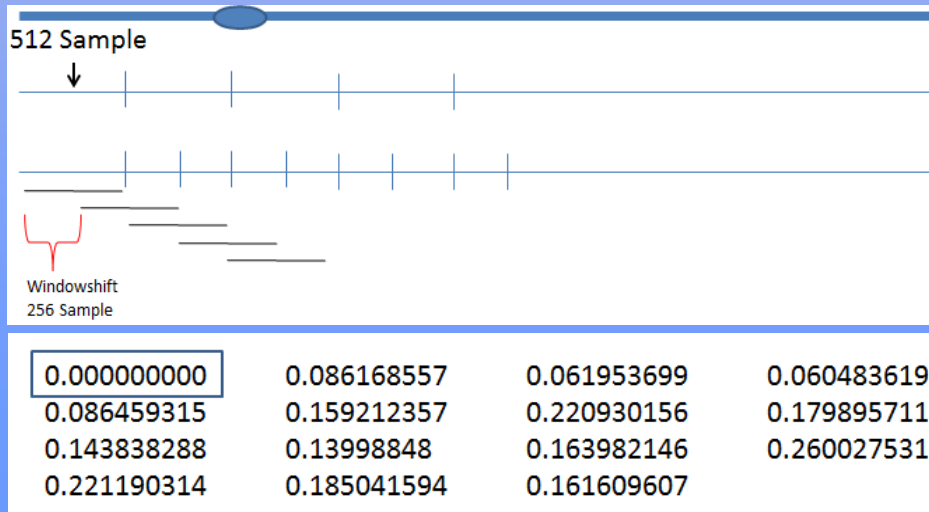 512 Sample
Windowshift
256 Sample
0.000000000 0.086168557 0.061953699 0.060483619
0.086459315 0.159212357 0.220930156 0.179895711
0.143838288 0.13998848 0.163982146 0.260027531
0.221190314 0.185041594 0.161609607